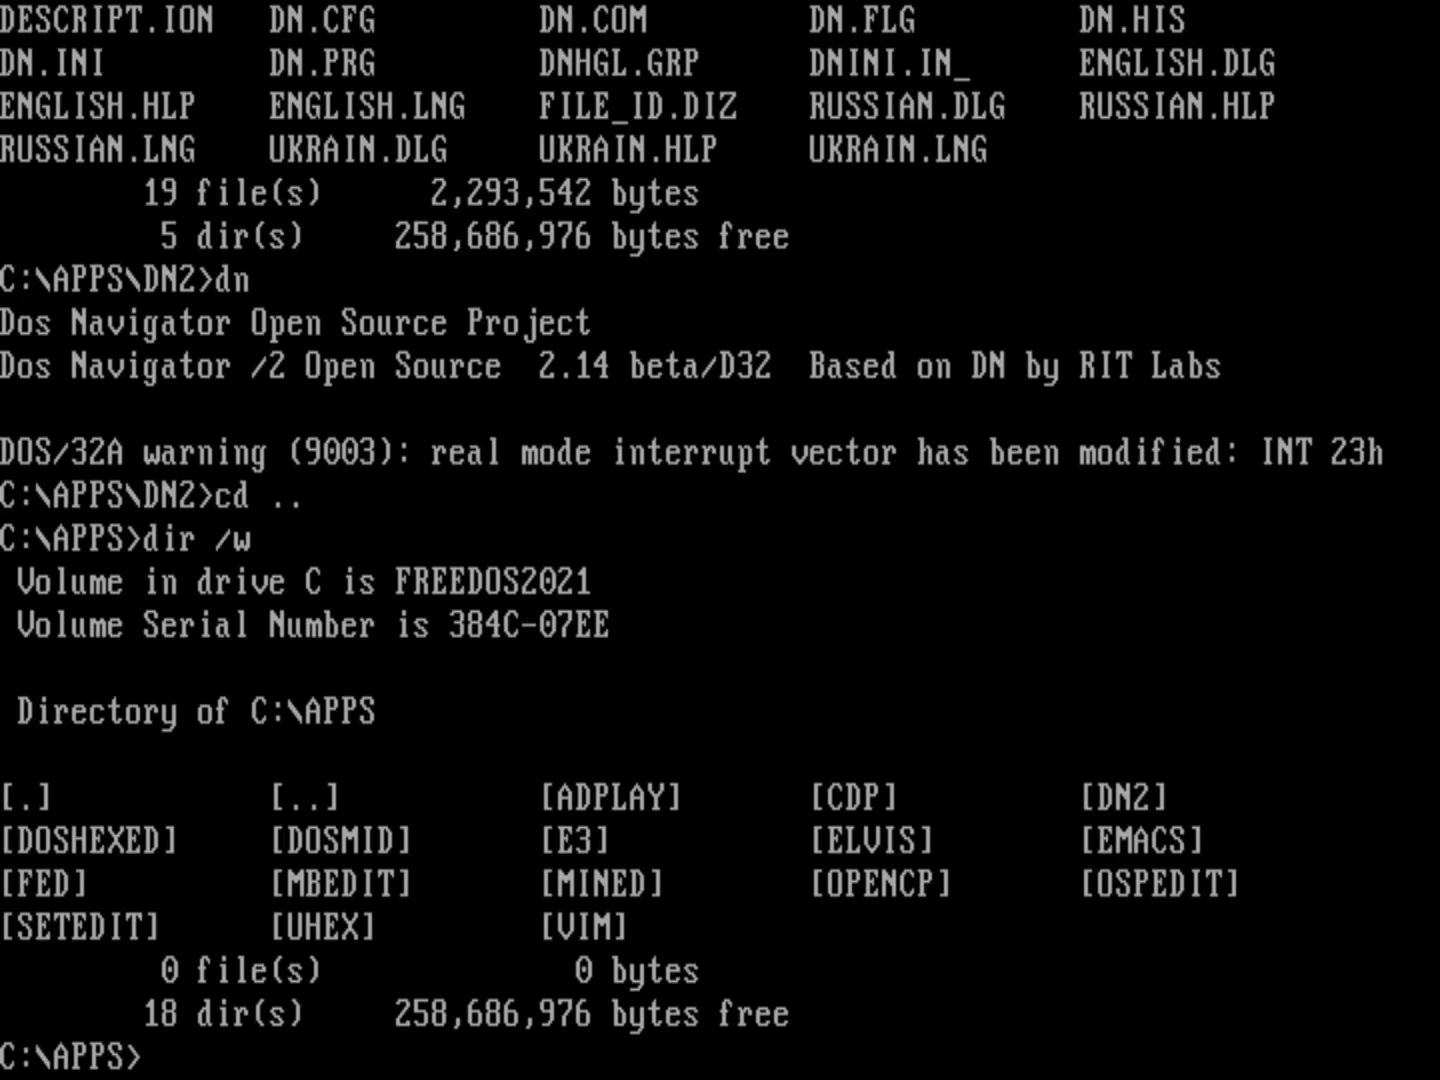 DESCRIPT.ION   DN.CFG         DN.COM         DN.FLG         DN.HIS
DN.INI         DN.PRG         DNHGL.GRP      DNINI.IN_      ENGLISH.DLG
ENGLISH.HLP    ENGLISH.LNG    FILE_ID.DIZ    RUSSIAN.DLG    RUSSIAN.HLP
RUSSIAN.LNG    UKRAIN.DLG     UKRAIN.HLP     UKRAIN.LNG
        19 file(s)      2,293,542 bytes
         5 dir(s)     258,686,976 bytes free
C:\APPS\DN2>dn
Dos Navigator Open Source Project
Dos Navigator /2 Open Source  2.14 beta/D32  Based on DN by RIT Labs

DOS/32A warning (9003): real mode interrupt vector has been modified: INT 23h
C:\APPS\DN2>cd ..
C:\APPS>dir /w
 Volume in drive C is FREEDOS2021
 Volume Serial Number is 384C-07EE

 Directory of C:\APPS

[.]            [..]           [ADPLAY]       [CDP]          [DN2]
[DOSHEXED]     [DOSMID]       [E3]           [ELVIS]        [EMACS]
[FED]          [MBEDIT]       [MINED]        [OPENCP]       [OSPEDIT]
[SETEDIT]      [UHEX]         [VIM]
         0 file(s)              0 bytes
        18 dir(s)     258,686,976 bytes free
C:\APPS>